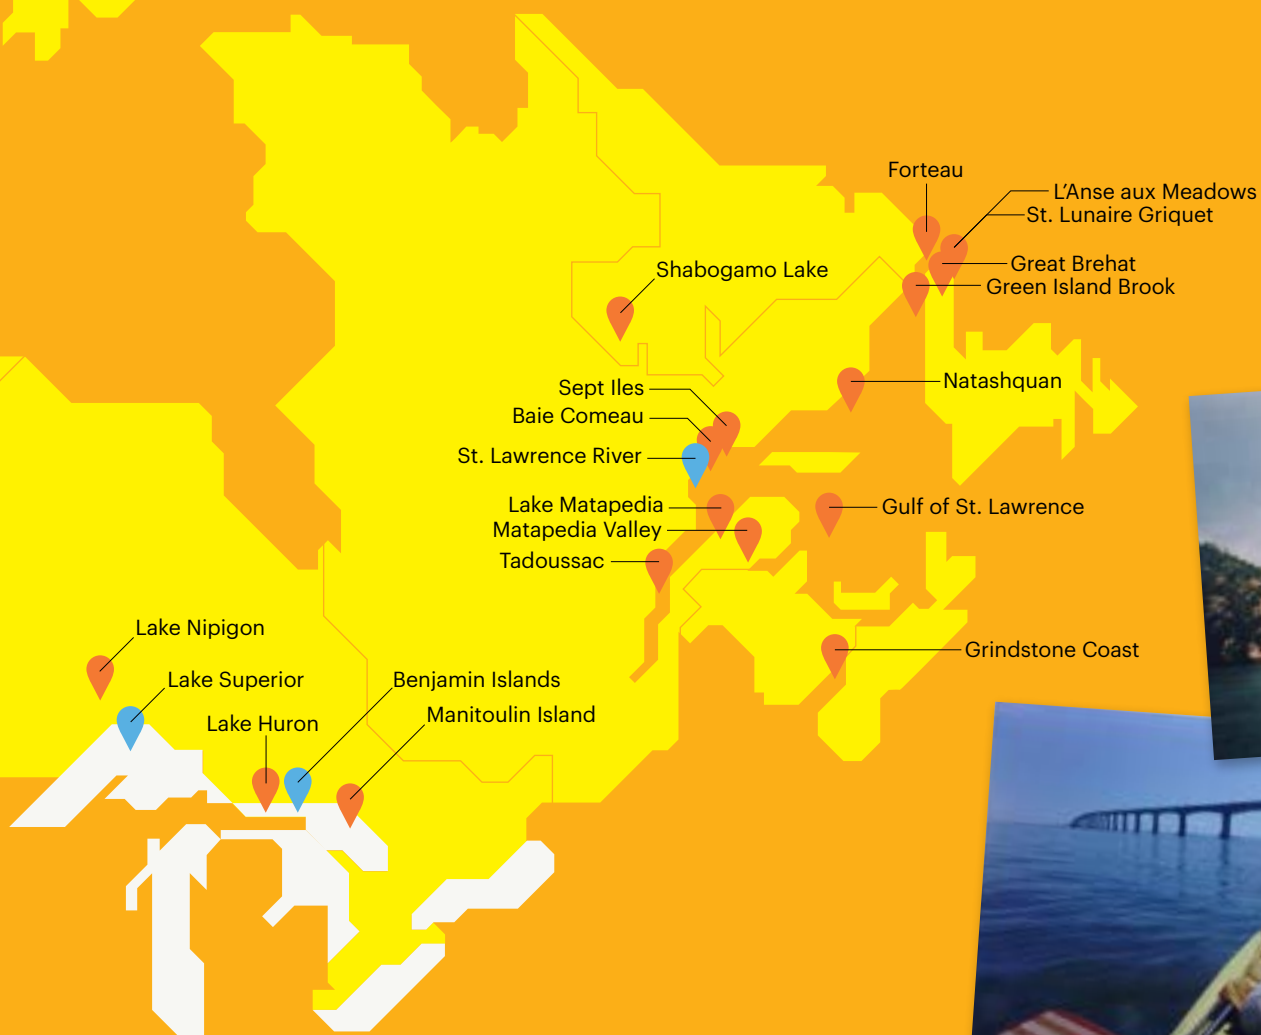 Forteau
L'Anse aux Meadows
St. Lunaire Griquet
Great Brehat
Green Island Brook
Shabogamo Lake
Natashquan
Sept Iles
Baie Comeau
St. Lawrence River
Lake Matapedia
Matapedia Valley
Tadoussac
Gulf of St. Lawrence
Grindstone Coast
Lake Nipigon
Lake Superior
Lake Huron
Benjamin Islands
Manitoulin Island